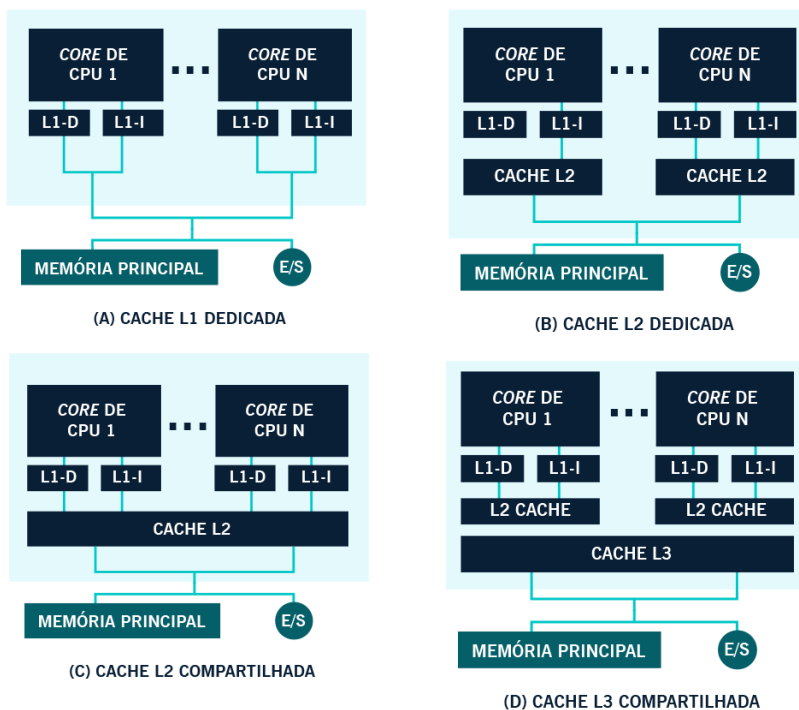 CORE DE
CPU 1
...
CORE DE
CPU N
L1-D
L1-I
L1-D
L1-I
MEMÓRIA PRINCIPAL
E/S
(A) CACHE L1 DEDICADA
CORE DE
CPU 1
...
CORE DE
CPU N
L1-D
L1-I
L1-D
L1-I
CACHE L2
CACHE L2
MEMÓRIA PRINCIPAL
E/S
(B) CACHE L2 DEDICADA
CORE DE
CPU 1
...
CORE DE
CPU N
L1-D
L1-I
L1-D
L1-I
CACHE L2
MEMÓRIA PRINCIPAL
E/S
(C) CACHE L2 COMPARTILHADA
CORE DE
CPU 1
...
CORE DE
CPU N
L1-D
L1-I
L1-D
L1-I
L2 CACHE
L2 CACHE
CACHE L3
MEMÓRIA PRINCIPAL
E/S
(D) CACHE L3 COMPARTILHADA